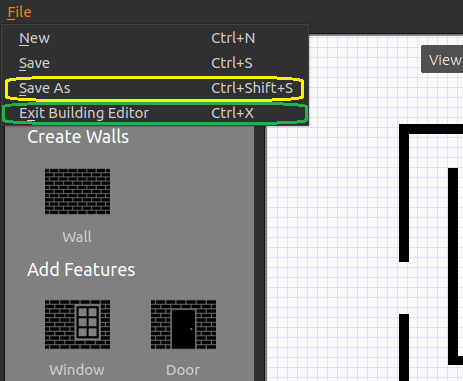 File
New Ctrl+N
Save Ctrl+S
View
Save As Ctrl+Shift+S
Exit Building Editor Ctrl+X
Create Walls
Wall
Add Features
Window Door